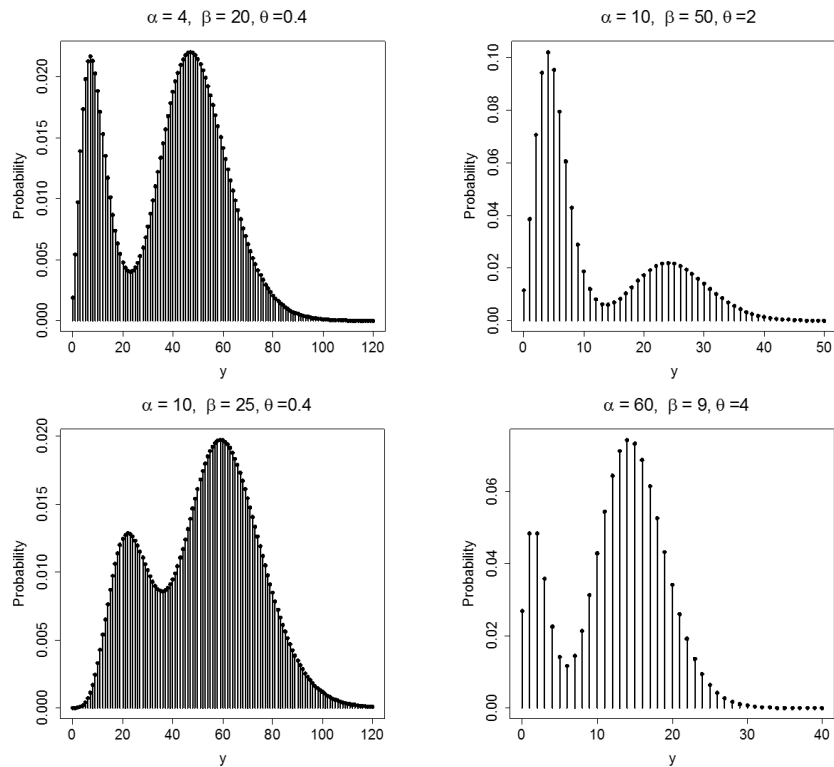 α = 4, β = 20, θ =0.4
Probability
0.000 0.005 0.010 0.015 0.020
0 20 40 60 80 100 120
y
α = 10, β = 50, θ =2
Probability
0.00 0.02 0.04 0.06 0.08 0.10
0 10 20 30 40 50
y
α = 10, β = 25, θ =0.4
Probability
0.000 0.005 0.010 0.015 0.020
0 20 40 60 80 100 120
y
α = 60, β = 9, θ =4
Probability
0.00 0.02 0.04 0.06
0 10 20 30 40
y